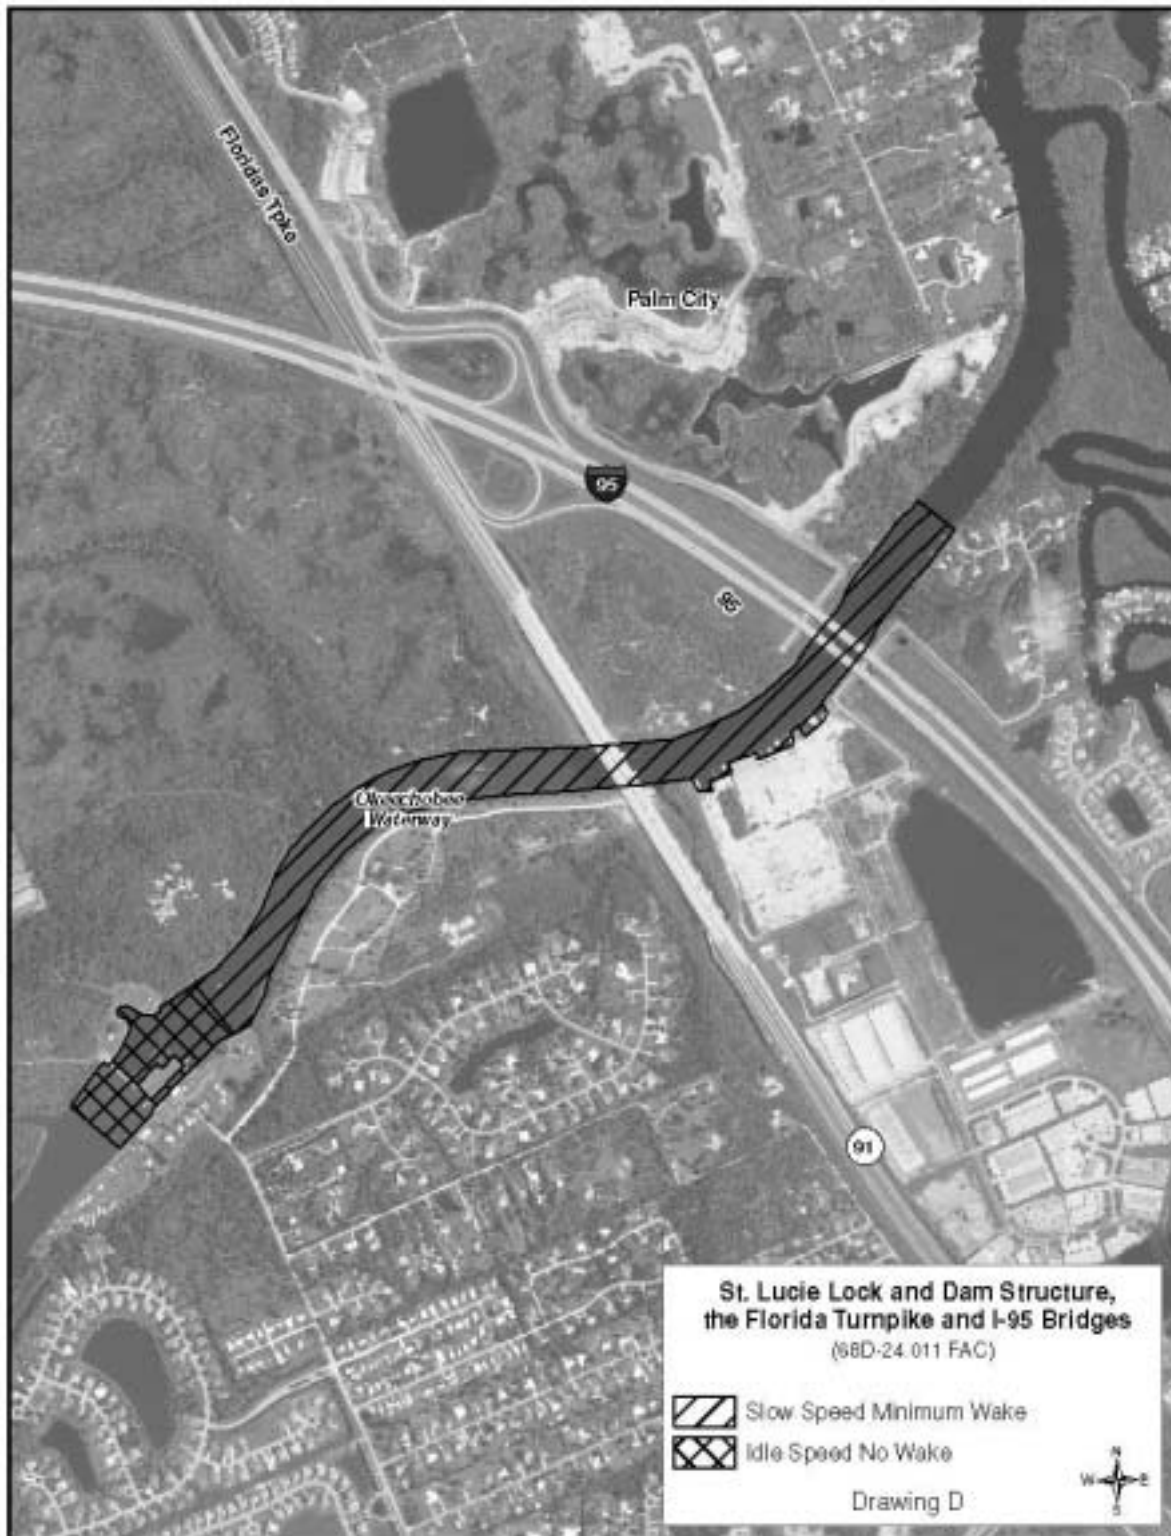 Floridas Tpke
Palm City
95
95
Okeechobee
Waterway
91
St. Lucie Lock and Dam Structure,
the Florida Turnpike and I-95 Bridges
(68D-24.011 FAC)
Slow Speed Minimum Wake
Idle Speed No Wake
N
W E
S
Drawing D